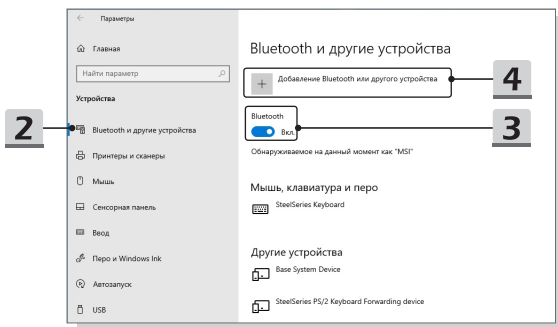 Параметры
Главная
Найти параметр
Устройства
Bluetooth и другие устройства
Принтеры и сканеры
Мышь
Сенсорная панель
Ввод
Перо и Windows Ink
Автозапуск
USB
Bluetooth и другие устройства
Добавление Bluetooth или другого устройства
Bluetooth
Вкл.
Обнаруживаемое на данный момент как "MSI"
Мышь, клавиатура и перо
SteelSeries Keyboard
Другие устройства
Base System Device
SteelSeries PS/2 Keyboard Forwarding device
2
4
3